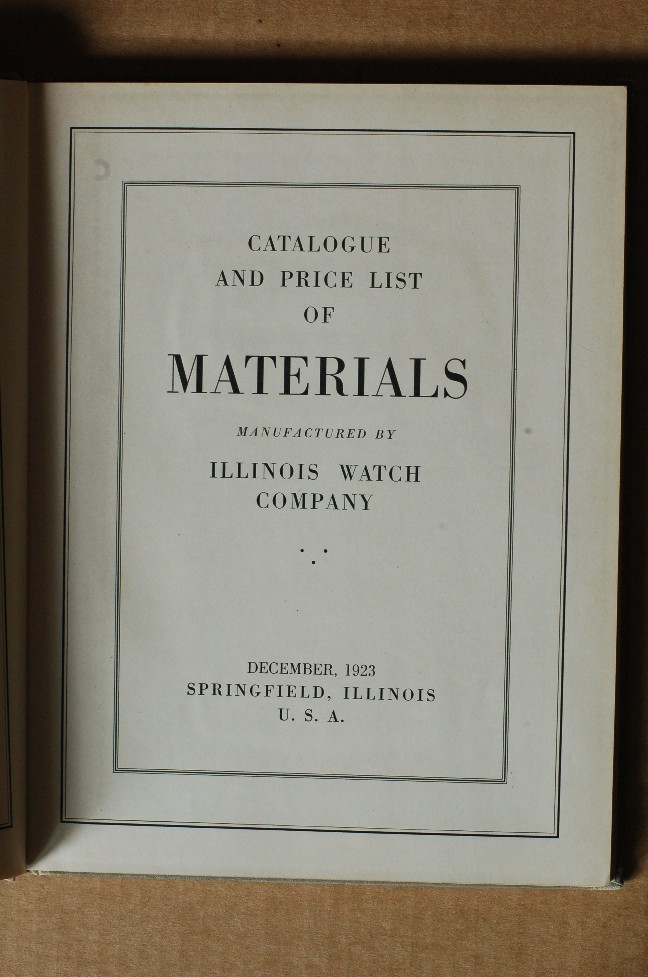 CATALOGUE
AND PRICE LIST
OF
MATERIALS
MANUFACTURED BY
ILLINOIS WATCH
COMPANY
DECEMBER, 1923
SPRINGFIELD, ILLINOIS
U. S. A.